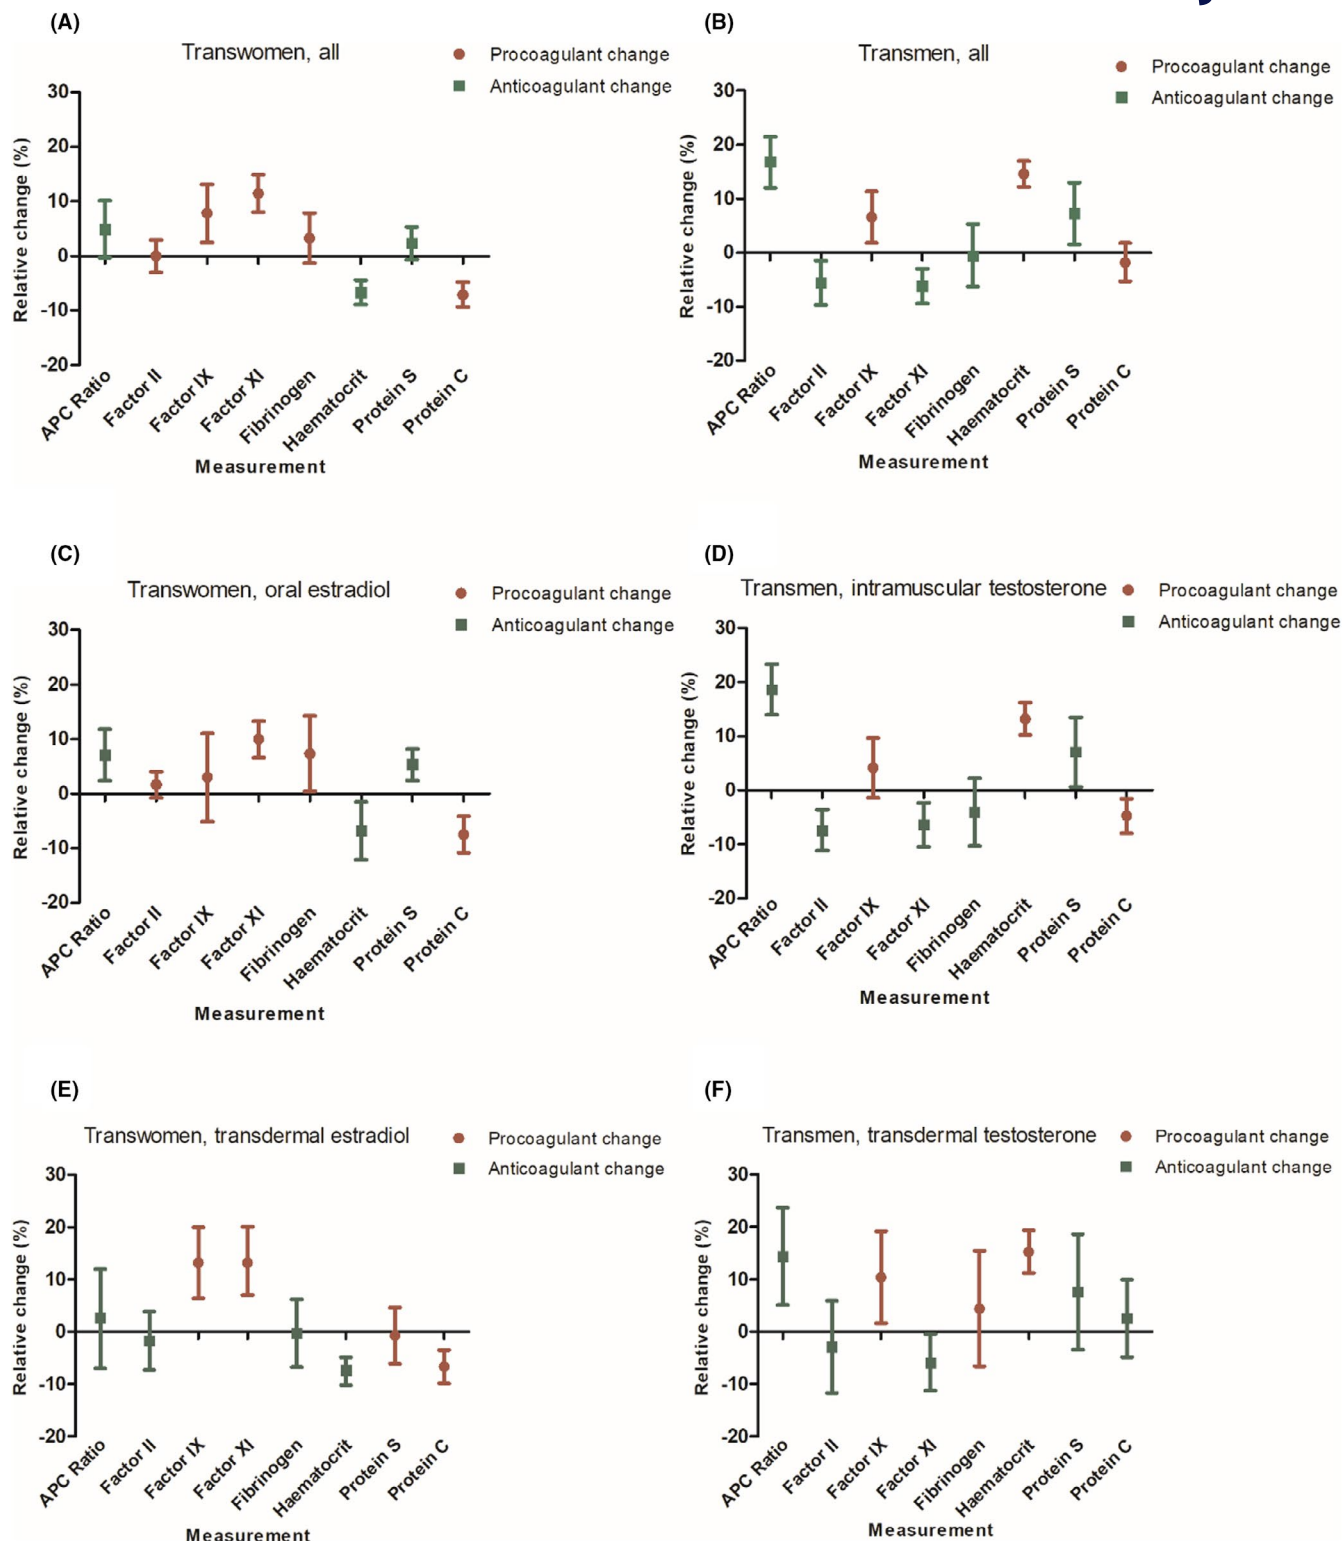 (A)
Transwomen, all
Procoagulant change
Anticoagulant change
30
20
10
0
-10
-20
Relative change (%)
APC Ratio
Factor II
Factor IX
Factor XI
Fibrinogen
Haematocrit
Protein S
Protein C
Measurement
(B)
Transmen, all
Procoagulant change
Anticoagulant change
30
20
10
0
-10
-20
Relative change (%)
APC Ratio
Factor II
Factor IX
Factor XI
Fibrinogen
Haematocrit
Protein S
Protein C
Measurement
(C)
Transwomen, oral estradiol
Procoagulant change
Anticoagulant change
30
20
10
0
-10
-20
Relative change (%)
APC Ratio
Factor II
Factor IX
Factor XI
Fibrinogen
Haematocrit
Protein S
Protein C
Measurement
(D)
Transmen, intramuscular testosterone
Procoagulant change
Anticoagulant change
30
20
10
0
-10
-20
Relative change (%)
APC Ratio
Factor II
Factor IX
Factor XI
Fibrinogen
Haematocrit
Protein S
Protein C
Measurement
(E)
Transwomen, transdermal estradiol
Procoagulant change
Anticoagulant change
30
20
10
0
-10
-20
Relative change (%)
APC Ratio
Factor II
Factor IX
Factor XI
Fibrinogen
Haematocrit
Protein S
Protein C
Measurement
(F)
Transmen, transdermal testosterone
Procoagulant change
Anticoagulant change
30
20
10
0
-10
-20
Relative change (%)
APC Ratio
Factor II
Factor IX
Factor XI
Fibrinogen
Haematocrit
Protein S
Protein C
Measurement